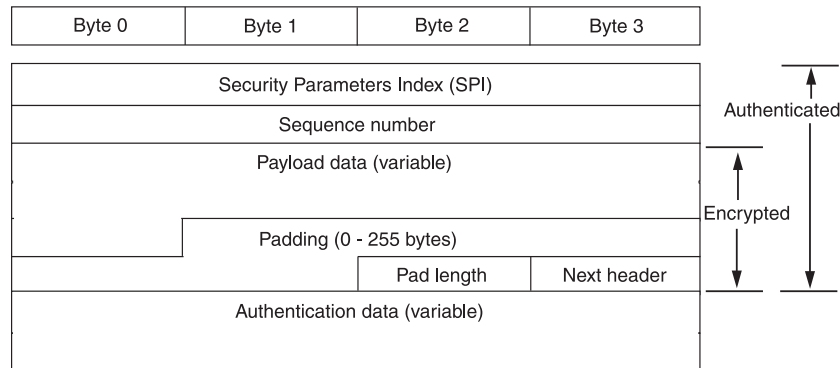 Byte 0 Byte 1 Byte 2 Byte 3
Security Parameters Index (SPI)
Authenticated
Sequence number
Payload data (variable)
Encrypted
Padding (0 - 255 bytes)
Pad length Next header
Authentication data (variable)